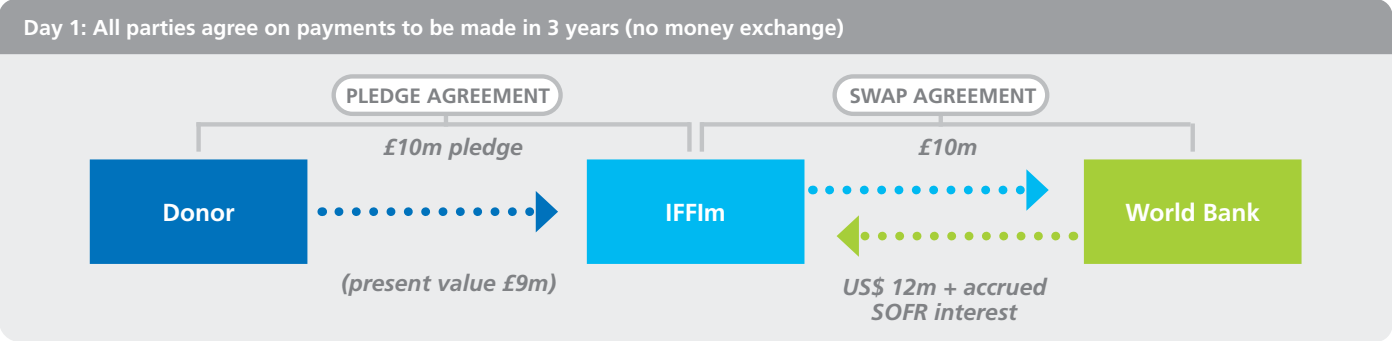 Day 1: All parties agree on payments to be made in 3 years (no money exchange)
PLEDGE AGREEMENT
SWAP AGREEMENT
£10m pledge
£10m
Donor
IFFIm
World Bank
(present value £9m)
US$ 12m + accrued
SOFR interest